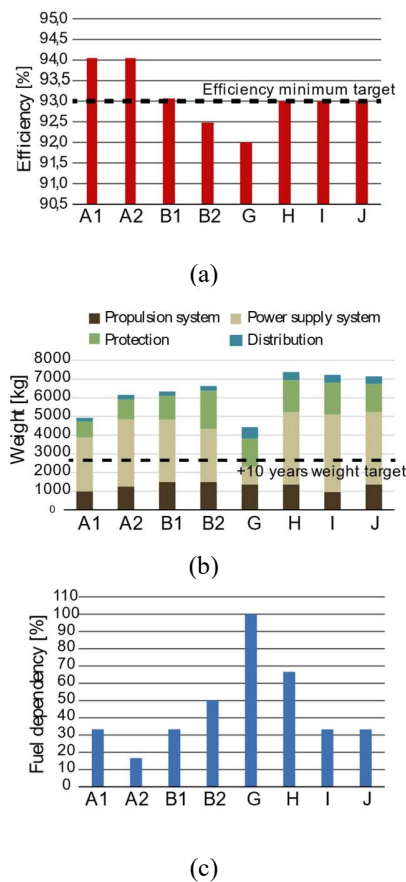 95,0
94,5
94,0
93,5
93,0
92,5
92,0
91,5
91,0
90,5
Efficiency [%]
Efficiency minimum target
A1 A2 B1 B2 G H I J
(a)
Propulsion system Power supply system
Protection Distribution
8000
7000
6000
5000
4000
3000
2000
1000
0
Weight [kg]
+10 years weight target
A1 A2 B1 B2 G H I J
(b)
110
100
90
80
70
60
50
40
30
20
10
0
Fuel dependency [%]
A1 A2 B1 B2 G H I J
(c)